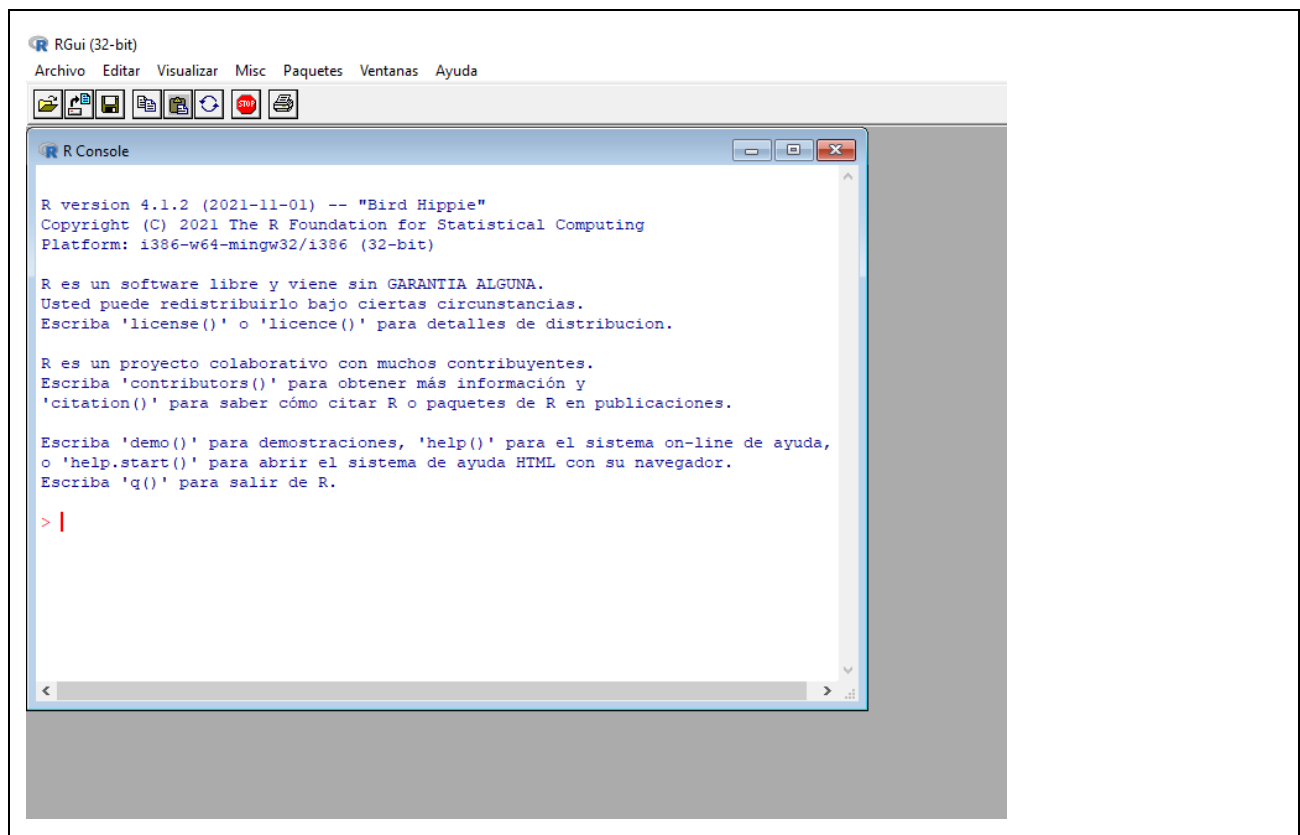 RGui (32-bit)
Archivo Editar Visualizar Misc Paquetes Ventanas Ayuda
STOP
R Console
R version 4.1.2 (2021-11-01) -- "Bird Hippie"
Copyright (C) 2021 The R Foundation for Statistical Computing
Platform: i386-w64-mingw32/i386 (32-bit)
R es un software libre y viene sin GARANTIA ALGUNA.
Usted puede redistribuirlo bajo ciertas circunstancias.
Escriba 'license()' o 'licence()' para detalles de distribucion.
R es un proyecto colaborativo con muchos contribuyentes.
Escriba 'contributors()' para obtener más información y
'citation()' para saber cómo citar R o paquetes de R en publicaciones.
Escriba 'demo()' para demostraciones, 'help()' para el sistema on-line de ayuda,
o 'help.start()' para abrir el sistema de ayuda HTML con su navegador.
Escriba 'q()' para salir de R.
>